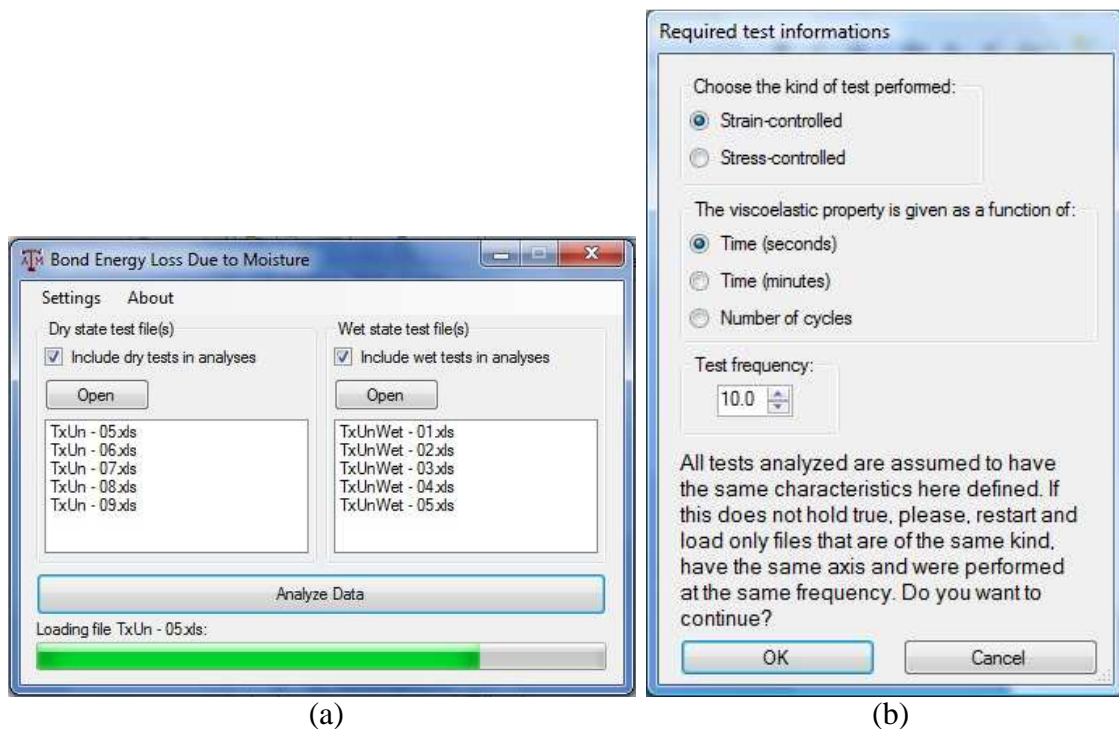 Bond Energy Loss Due to Moisture
Settings About
Dry state test file(s)
Include dry tests in analyses
Open
TxUn - 05.xls
TxUn - 06.xls
TxUn - 07.xls
TxUn - 08.xls
TxUn - 09.xls
Wet state test file(s)
Include wet tests in analyses
Open
TxUnWet - 01.xls
TxUnWet - 02.xls
TxUnWet - 03.xls
TxUnWet - 04.xls
TxUnWet - 05.xls
Analyze Data
Loading file TxUn - 05.xls:
(a)
Required test informations
Choose the kind of test performed:
Strain-controlled
Stress-controlled
The viscoelastic property is given as a function of:
Time (seconds)
Time (minutes)
Number of cycles
Test frequency:
10.0
All tests analyzed are assumed to have
the same characteristics here defined. If
this does not hold true, please, restart and
load only files that are of the same kind,
have the same axis and were performed
at the same frequency. Do you want to
continue?
OK Cancel
(b)